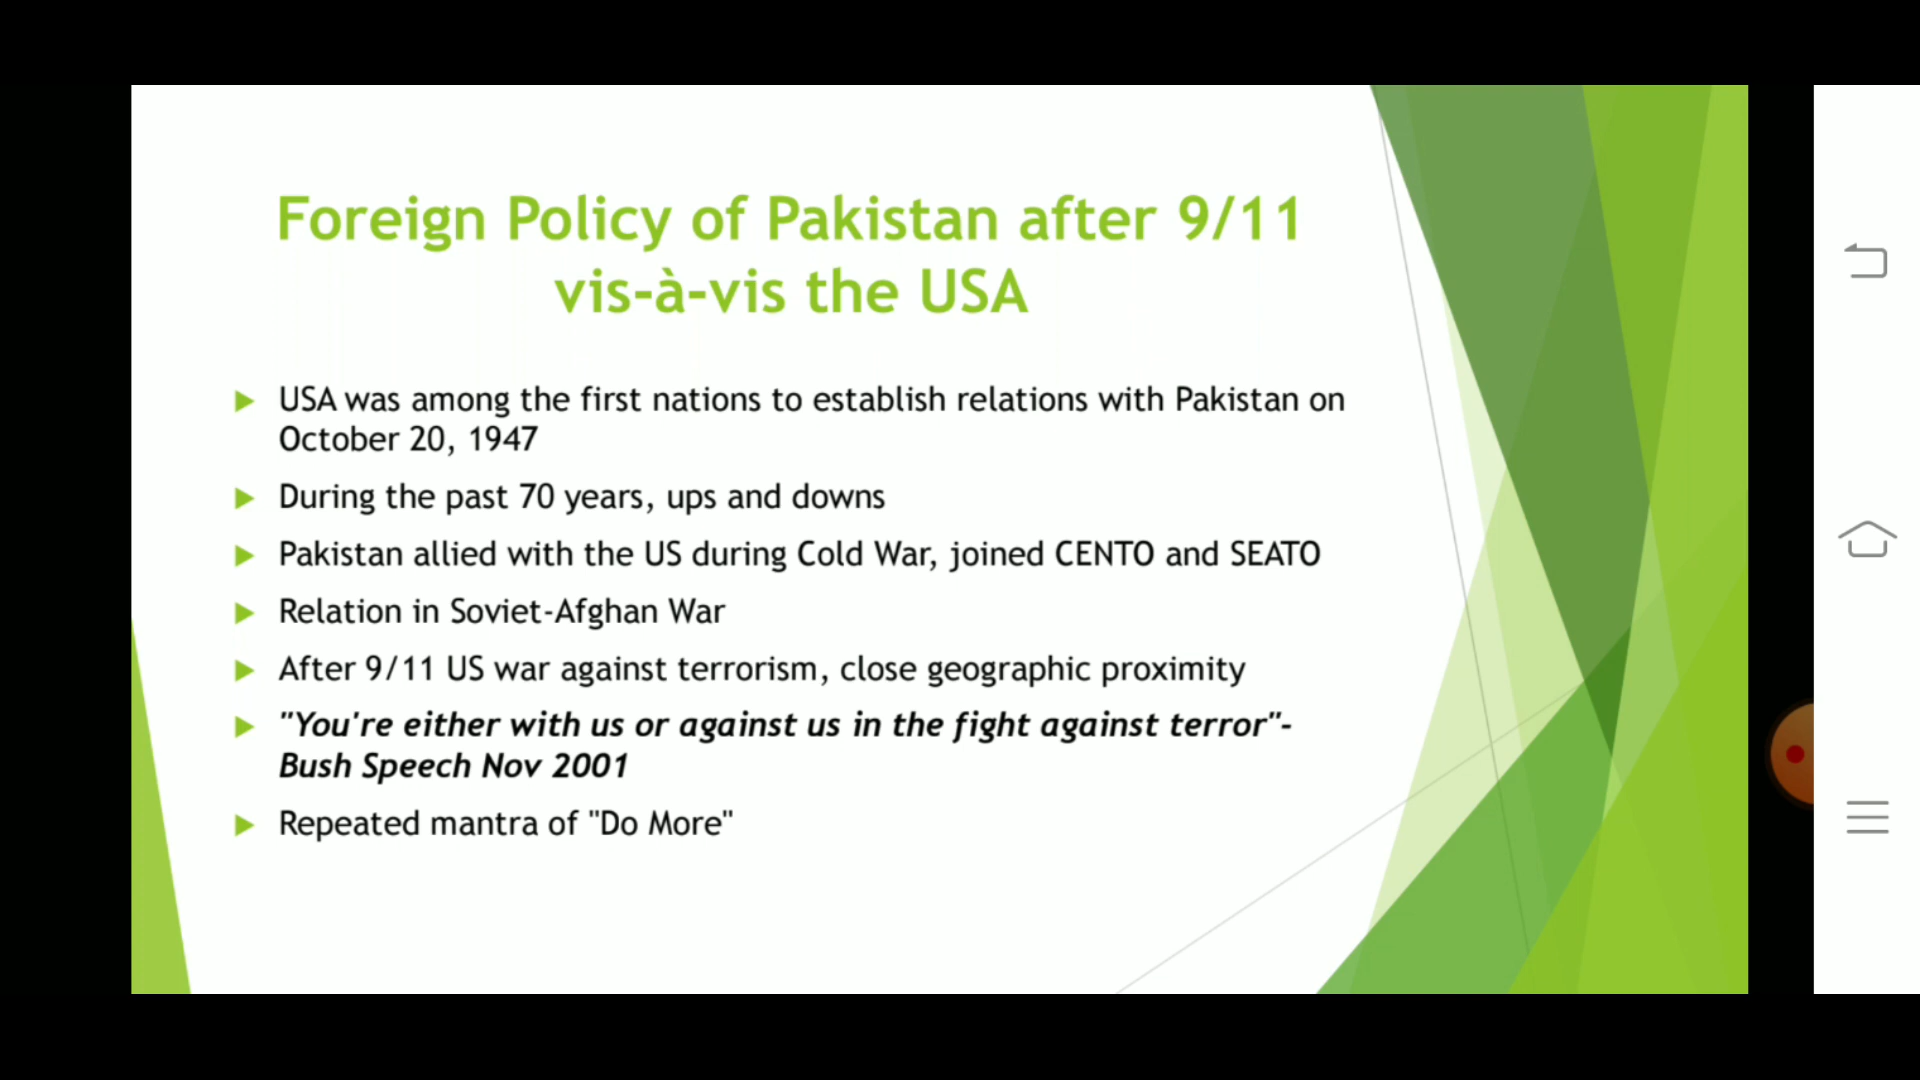 Foreign Policy of Pakistan after 9/11
vis-à-vis the USA
USA was among the first nations to establish relations with Pakistan on
October 20, 1947
During the past 70 years, ups and downs
Pakistan allied with the US during Cold War, joined CENTO and SEATO
Relation in Soviet-Afghan War
After 9/11 US war against terrorism, close geographic proximity
"You're either with us or against us in the fight against terror"-
Bush Speech Nov 2001
Repeated mantra of "Do More"